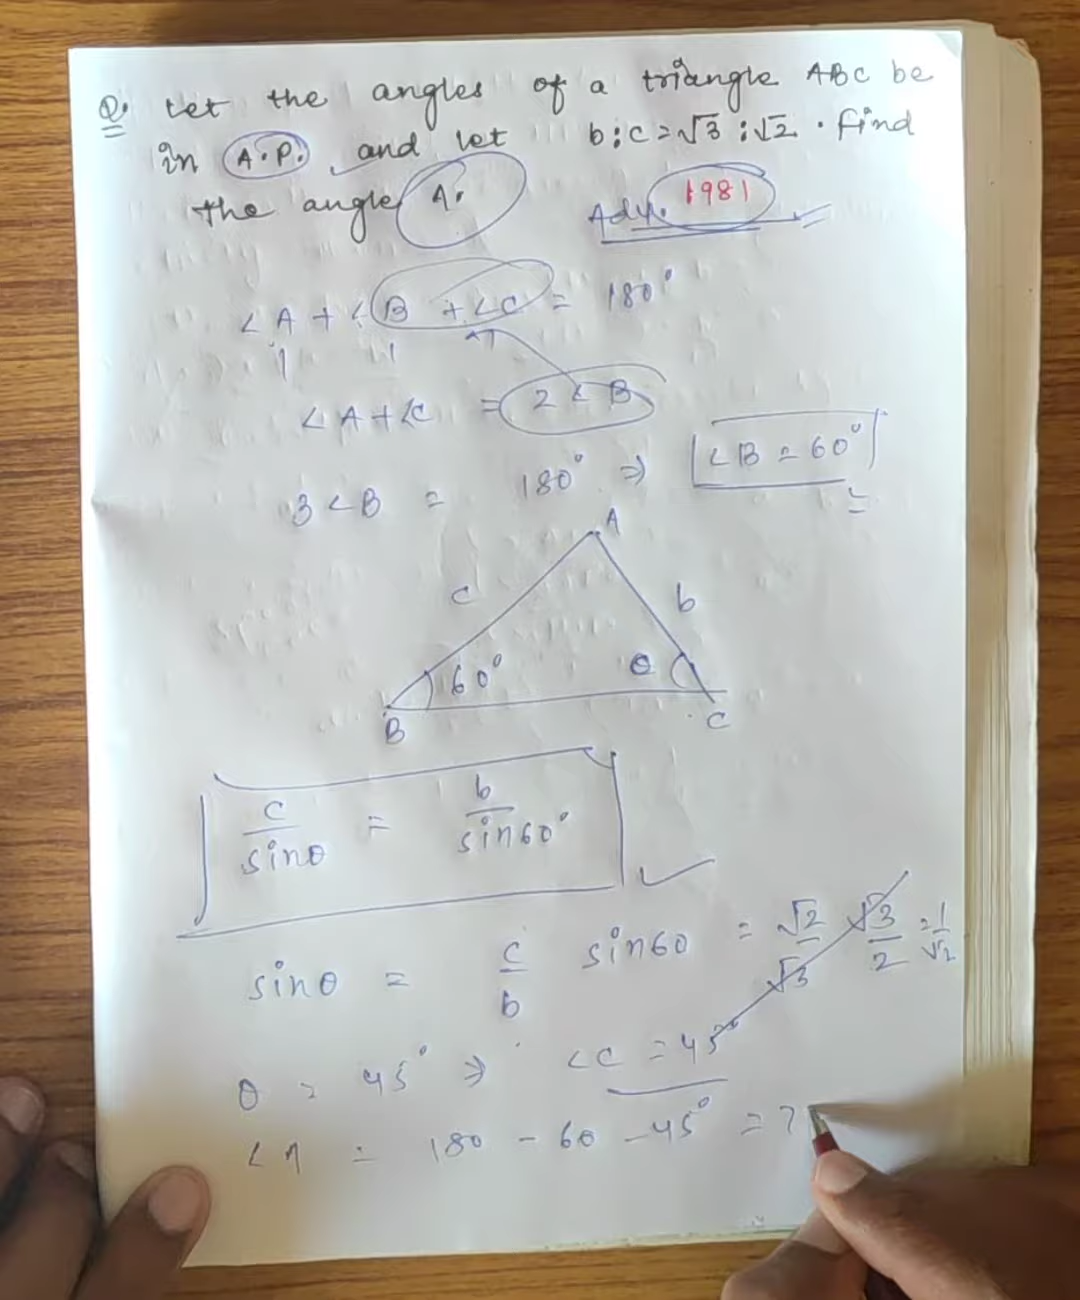 Q. Let the angles of a triangle ABC be
in A.P. and let b:c=√3:√2. Find
the angle A.
Adv. 1981
∠A+∠B+∠C = 180°
∠A+∠C = 2∠B
3∠B = 180° ⇒ ∠B = 60°
A
c b
60° θ
B C
c/sinθ = b/sin60°
sinθ = c/b sin60 = √2/√3 √3/2 = 1/√2
θ = 45° ⇒ ∠C = 45°
∠A = 180 - 60 - 45° = 7